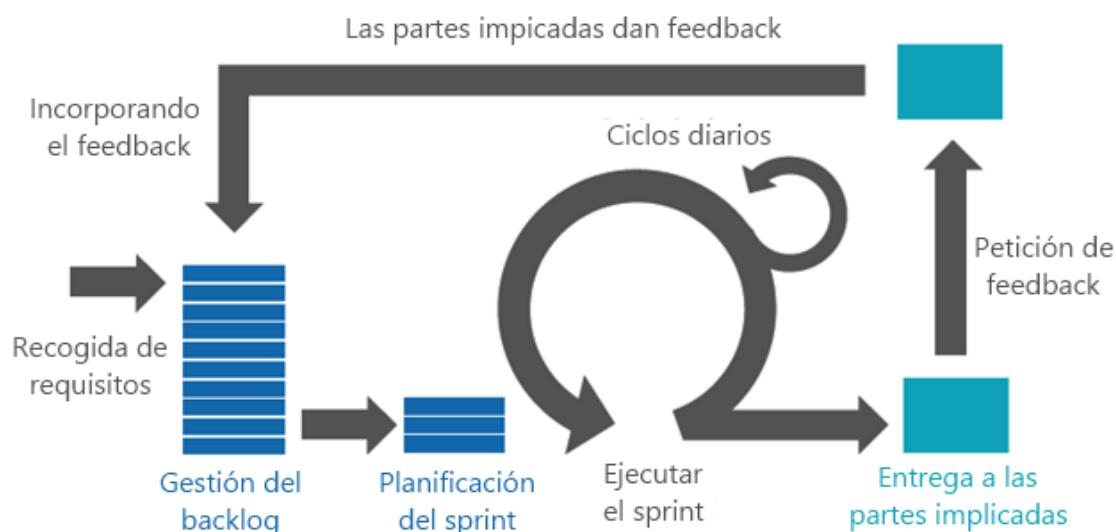 Las partes impicadas dan feedback
Incorporando
el feedback
Ciclos diarios
Petición de
feedback
Recogida de
requisitos
Gestión del
backlog
Planificación
del sprint
Ejecutar
el sprint
Entrega a las
partes implicadas